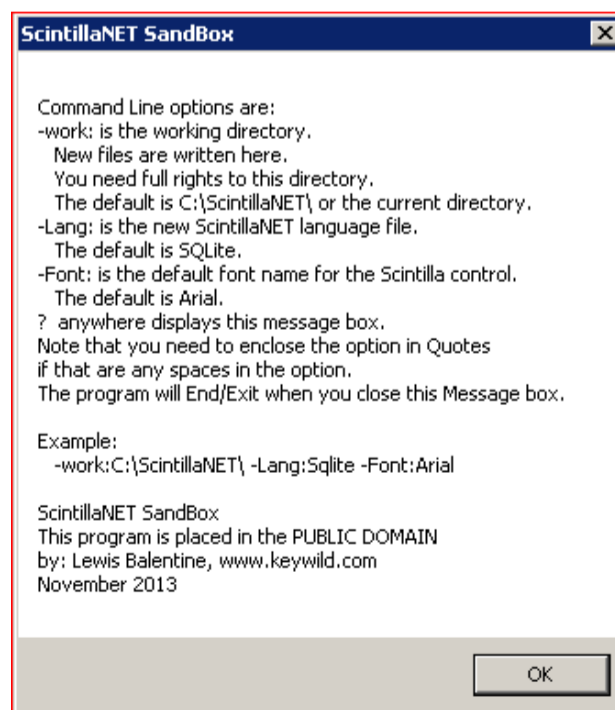 ScintillaNET SandBox
Command Line options are:
-work: is the working directory.
New files are written here.
You need full rights to this directory.
The default is C:\ScintillaNET\ or the current directory.
-Lang: is the new ScintillaNET language file.
The default is SQLite.
-Font: is the default font name for the Scintilla control.
The default is Arial.
?  anywhere displays this message box.
Note that you need to enclose the option in Quotes
if that are any spaces in the option.
The program will End/Exit when you close this Message box.
Example:
-work:C:\ScintillaNET\ -Lang:Sqlite -Font:Arial
ScintillaNET SandBox
This program is placed in the PUBLIC DOMAIN
by: Lewis Balentine, www.keywild.com
November 2013
OK